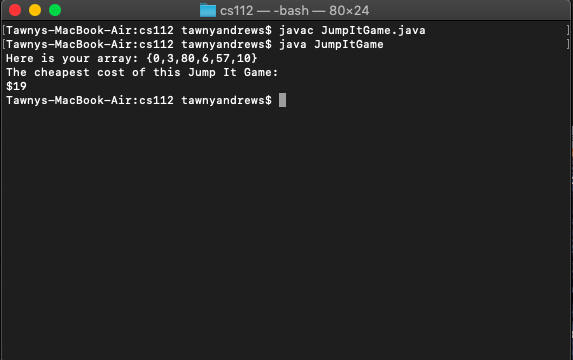 cs112 — -bash — 80×24
[Tawnys-MacBook-Air:cs112 tawnyandrews$ javac JumpItGame.java ]
[Tawnys-MacBook-Air:cs112 tawnyandrews$ java JumpItGame ]
Here is your array: {0,3,80,6,57,10}
The cheapest cost of this Jump It Game:
$19
Tawnys-MacBook-Air:cs112 tawnyandrews$